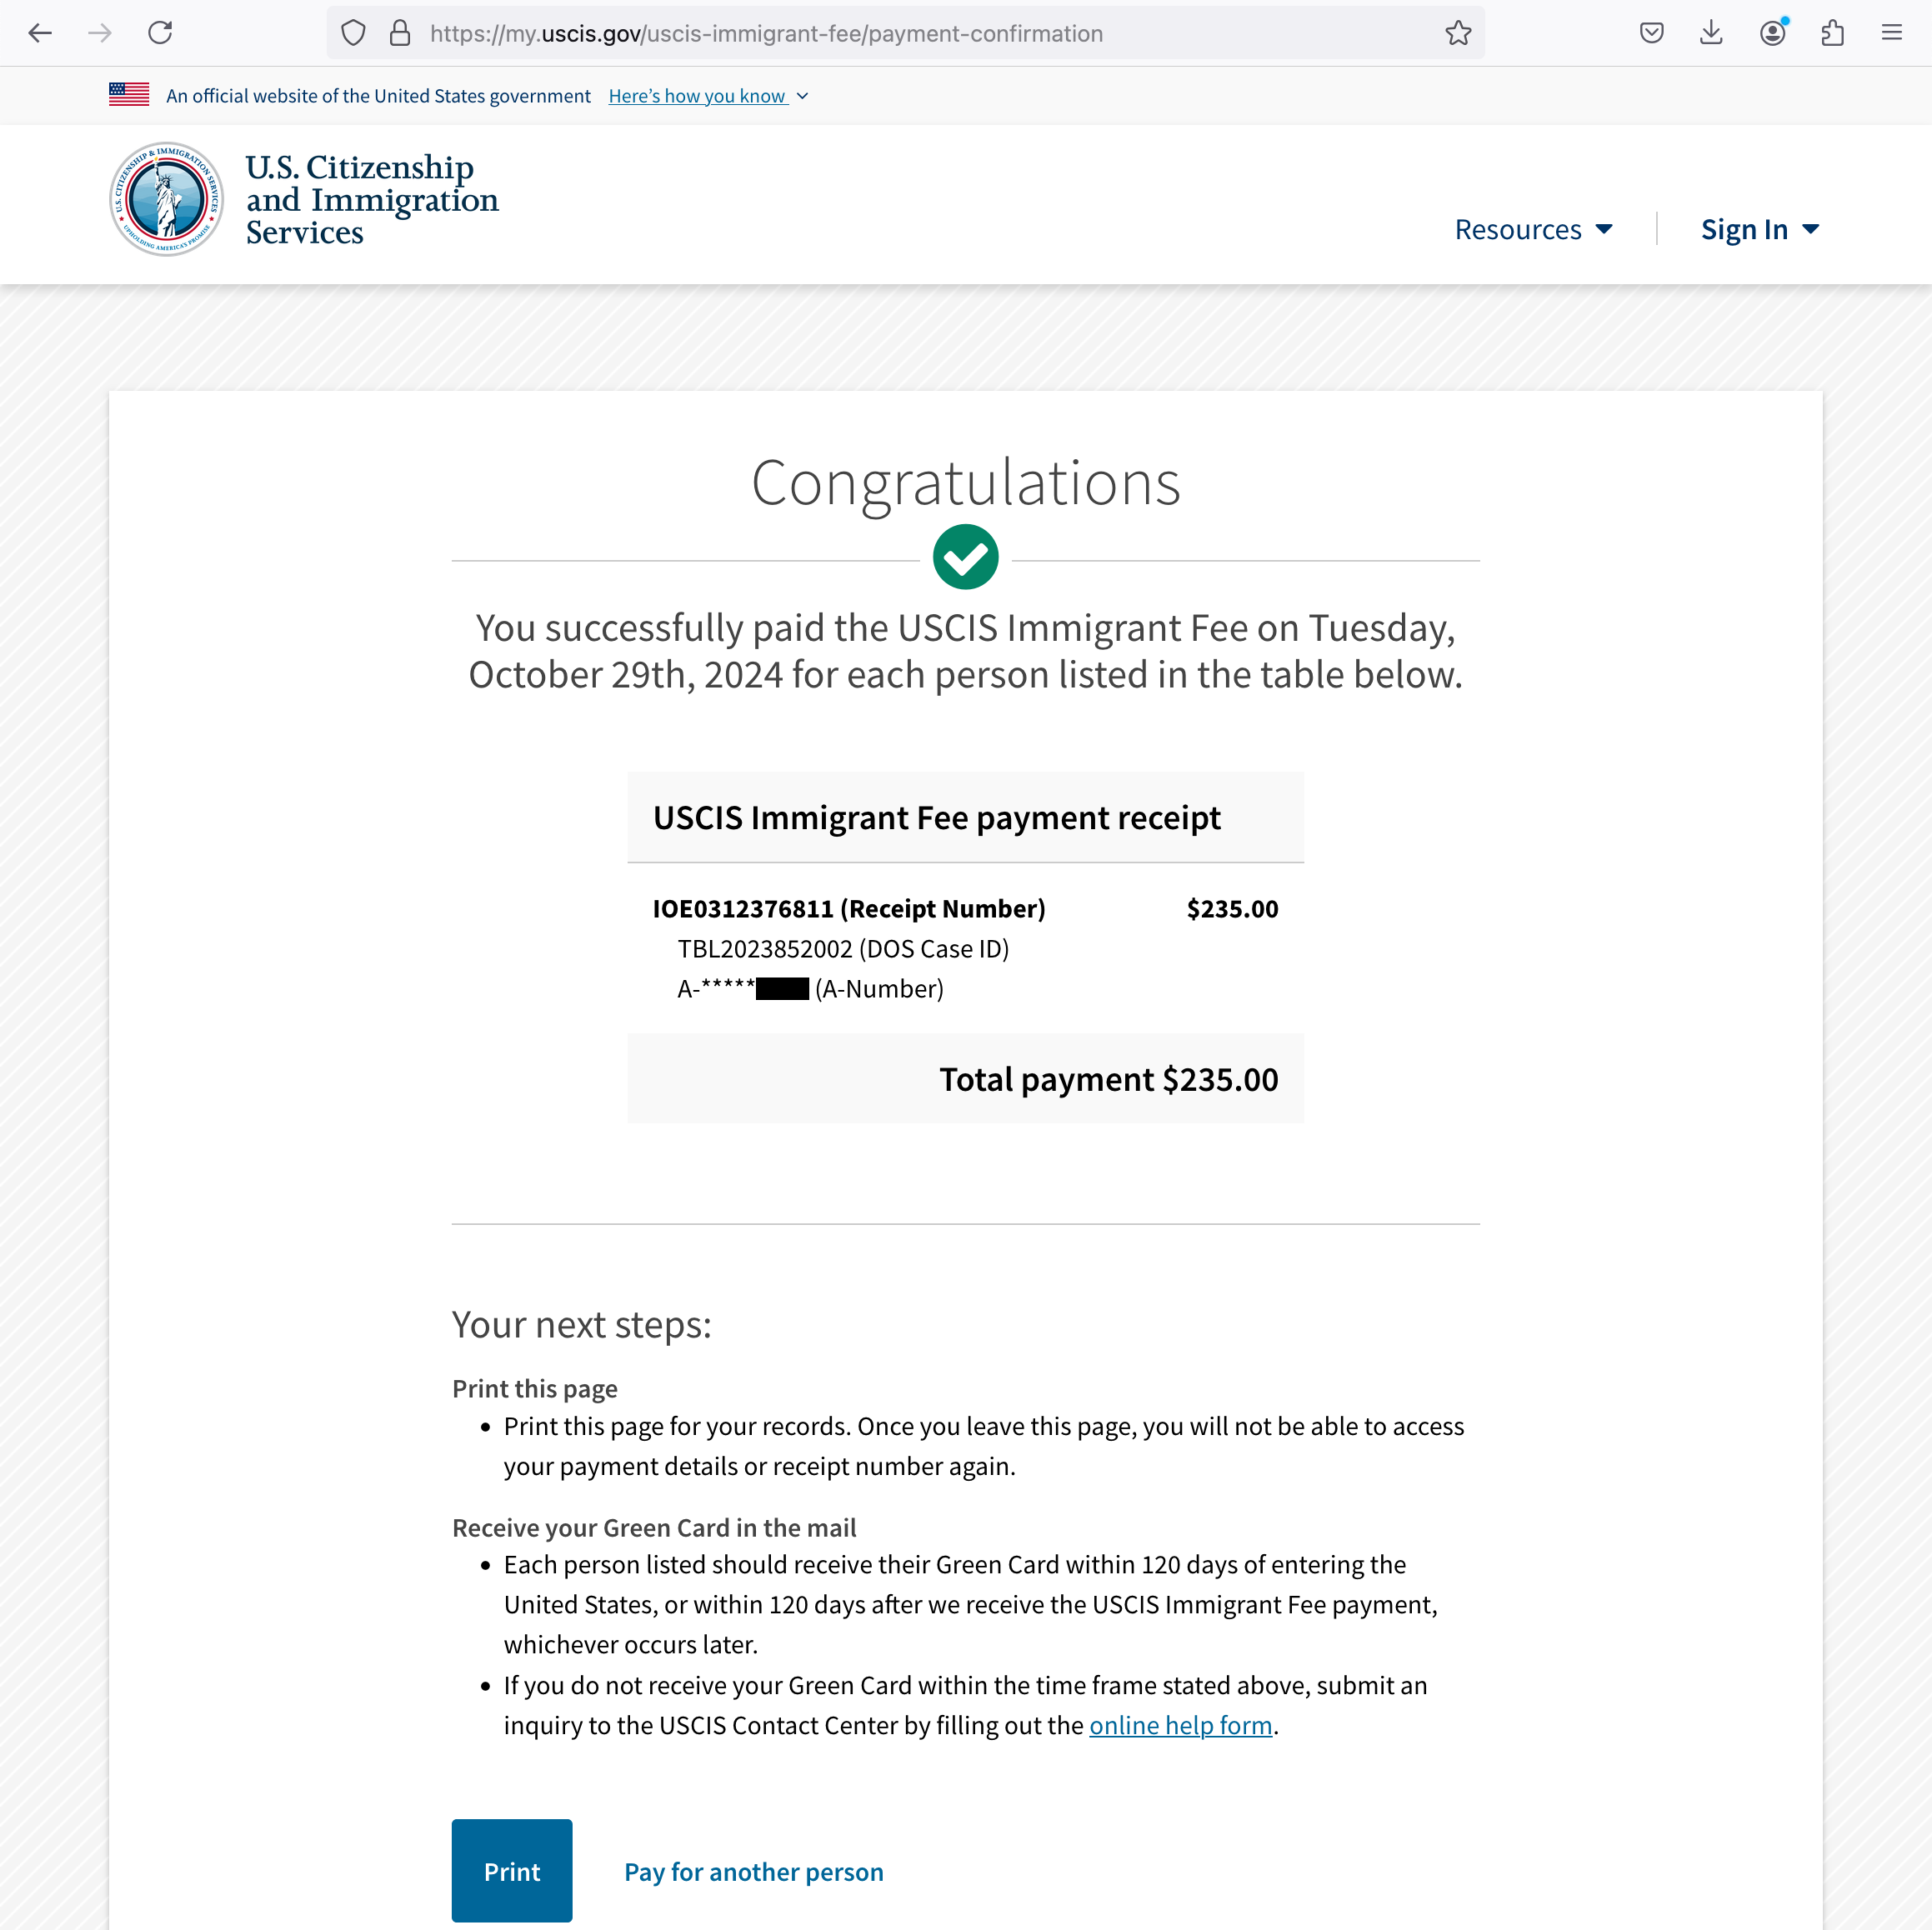 https://my.uscis.gov/uscis-immigrant-fee/payment-confirmation
An official website of the United States government Here’s how you know
U.S. CITIZENSHIP & IMMIGRATION SERVICES
UPHOLDING AMERICA'S PROMISE
U.S. Citizenship
and Immigration
Services
Resources
Sign In
Congratulations
You successfully paid the USCIS Immigrant Fee on Tuesday,
October 29th, 2024 for each person listed in the table below.
USCIS Immigrant Fee payment receipt
IOE0312376811 (Receipt Number) $235.00
TBL2023852002 (DOS Case ID)
A-***** (A-Number)
Total payment $235.00
Your next steps:
Print this page
• Print this page for your records. Once you leave this page, you will not be able to access
your payment details or receipt number again.
Receive your Green Card in the mail
• Each person listed should receive their Green Card within 120 days of entering the
United States, or within 120 days after we receive the USCIS Immigrant Fee payment,
whichever occurs later.
• If you do not receive your Green Card within the time frame stated above, submit an
inquiry to the USCIS Contact Center by filling out the online help form.
Print
Pay for another person